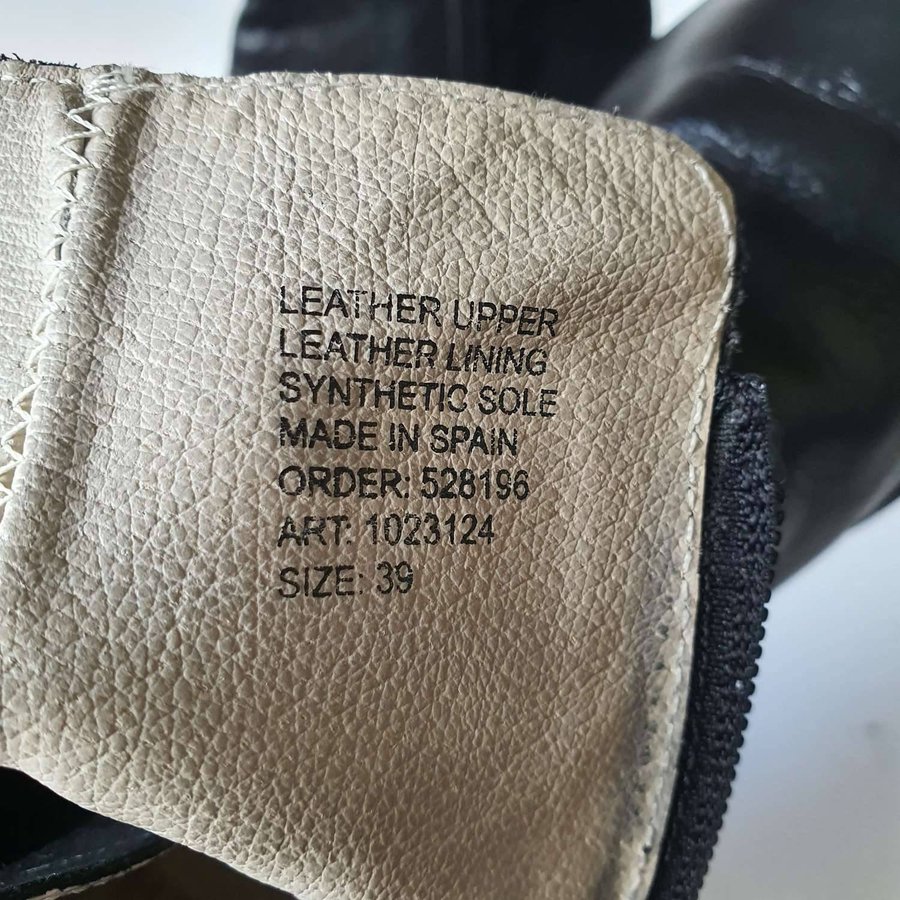 LEATHER UPPER
LEATHER LINING
SYNTHETIC SOLE
MADE IN SPAIN
ORDER: 528196
ART: 1023124
SIZE: 39